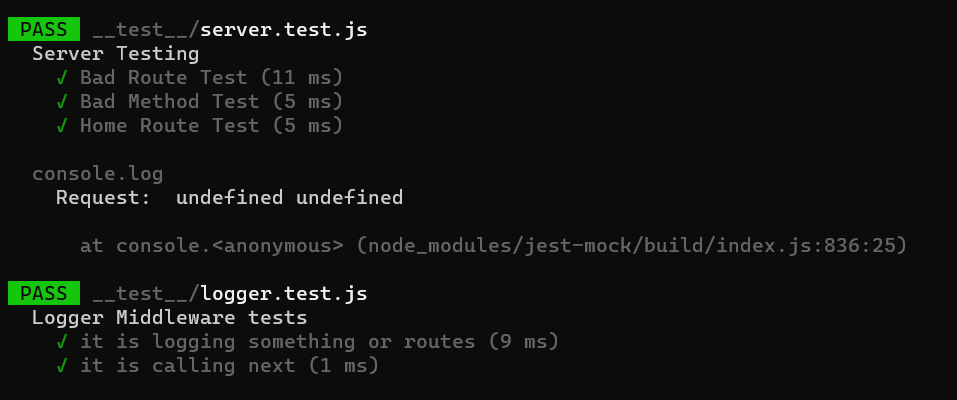 PASS __test__/server.test.js
Server Testing
✓ Bad Route Test (11 ms)
✓ Bad Method Test (5 ms)
✓ Home Route Test (5 ms)
console.log
Request:  undefined undefined
at console.<anonymous> (node_modules/jest-mock/build/index.js:836:25)
PASS __test__/logger.test.js
Logger Middleware tests
✓ it is logging something or routes (9 ms)
✓ it is calling next (1 ms)